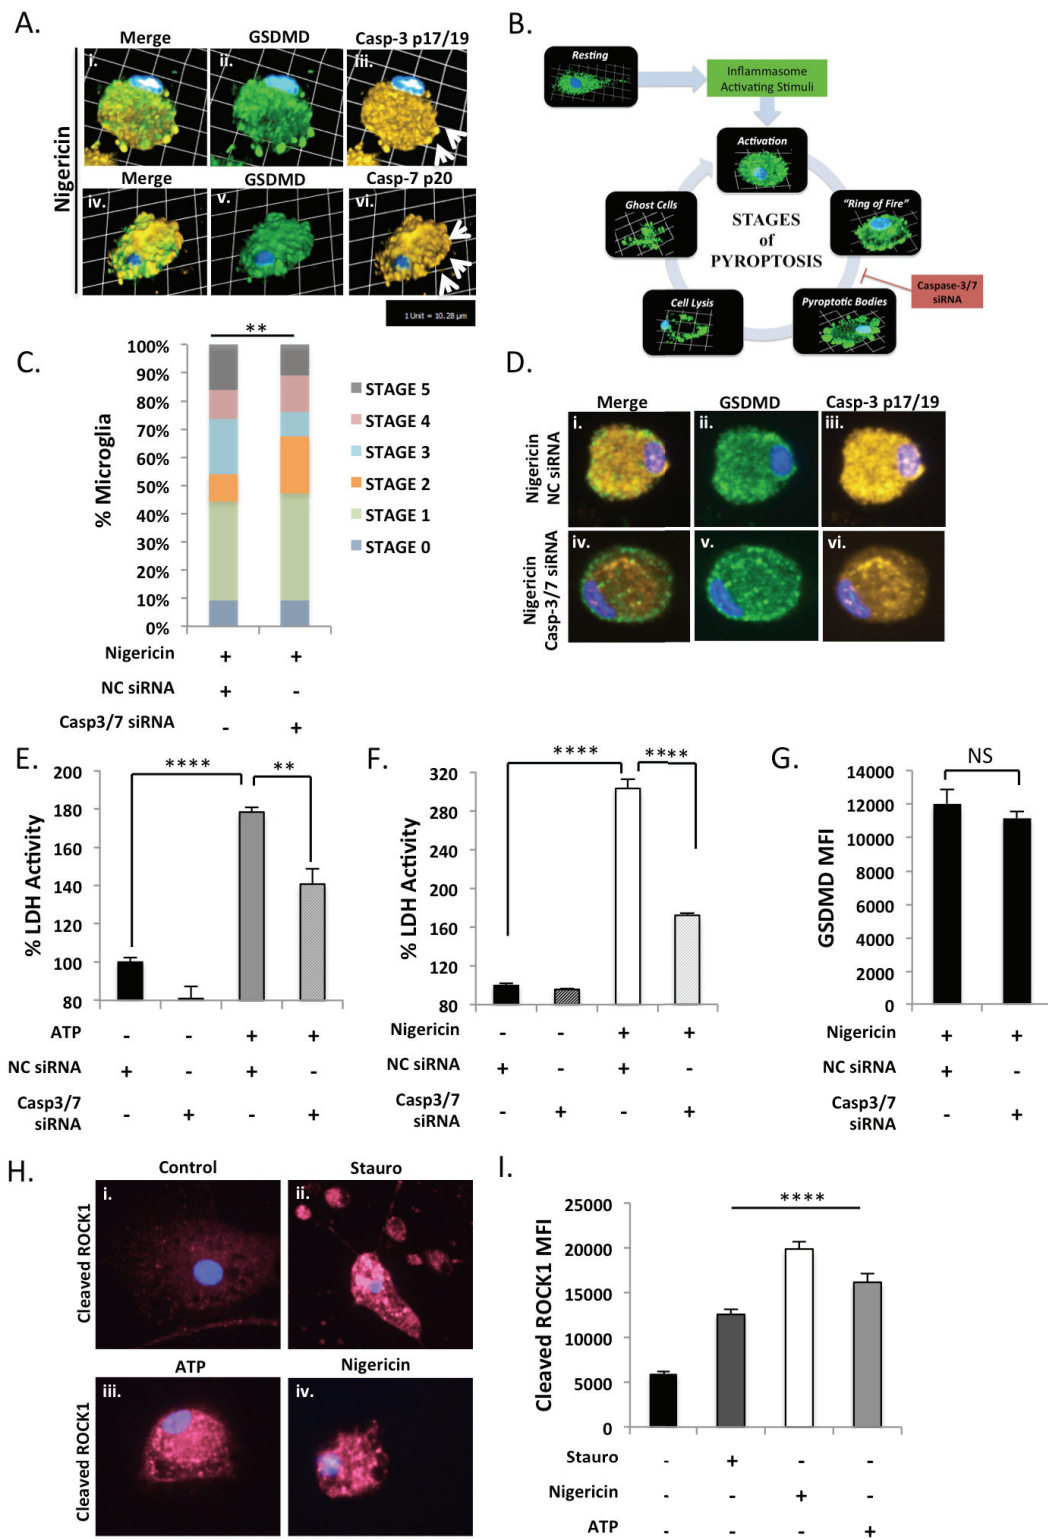 A.
Merge GSDMD Casp-3 p17/19
i. ii. iii.
Nigericin
Merge GSDMD Casp-7 p20
iv. v. vi.
1 Unit = 10.28 µm
B.
Resting
Inflammasome
Activating Stimuli
Activation
Ghost Cells
"Ring of Fire"
STAGES
of
PYROPTOSIS
Caspase-3/7
siRNA
Cell Lysis
Pyroptotic Bodies
C.
**
100%
90%
80%
70%
60%
50%
40%
30%
20%
10%
0%
% Microglia
STAGE 5
STAGE 4
STAGE 3
STAGE 2
STAGE 1
STAGE 0
Nigericin + +
NC siRNA + -
Casp3/7 siRNA - +
D.
Merge GSDMD Casp-3 p17/19
i. ii. iii.
Nigericin
NC siRNA
iv. v. vi.
Nigericin
Casp-3/7 siRNA
E.
**** **
200
180
160
140
120
100
80
% LDH Activity
ATP - - + +
NC siRNA + - + -
Casp3/7
siRNA - + - +
F.
**** ****
320
280
240
200
160
120
80
% LDH Activity
Nigericin - - + +
NC siRNA + - + -
Casp3/7
siRNA - + - +
G.
NS
14000
12000
10000
8000
6000
4000
2000
0
GSDMD MFI
Nigericin + +
NC siRNA + -
Casp3/7
siRNA - +
H.
Control Stauro
i. ii.
Cleaved ROCK1
ATP Nigericin
iii. iv.
Cleaved ROCK1
I.
****
25000
20000
15000
10000
5000
0
Cleaved ROCK1 MFI
Stauro - + - -
Nigericin - - + -
ATP - - - +